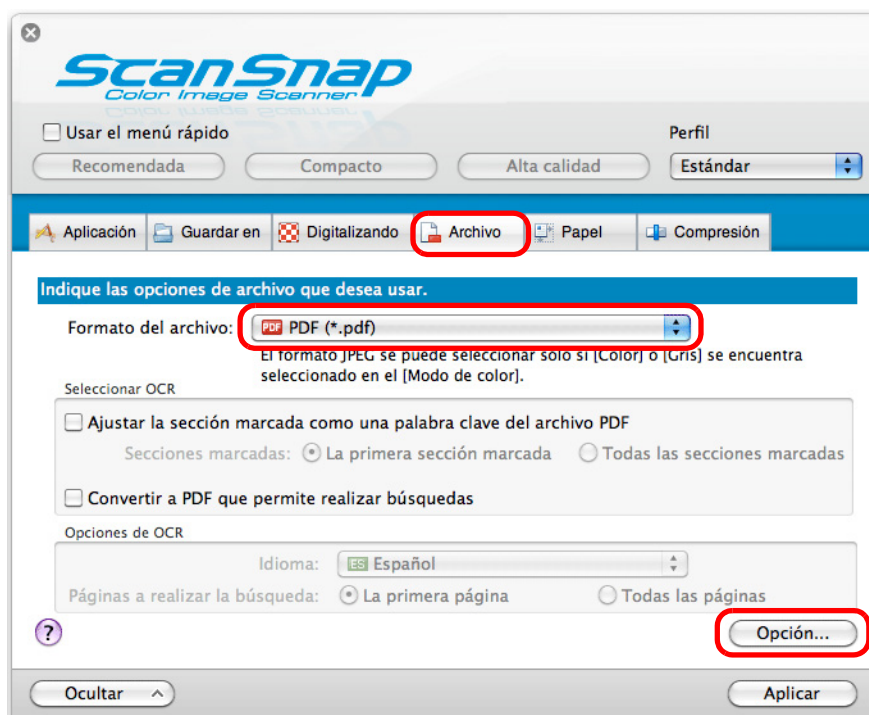 ScanSnap
Color Image Scanner
Usar el menú rápido
Perfil
Recomendada Compacto Alta calidad Estándar
Aplicación Guardar en Digitalizando Archivo Papel Compresión
Indique las opciones de archivo que desea usar.
Formato del archivo: PDF PDF (*.pdf)
El formato JPEG se puede seleccionar sólo si [Color] o [Gris] se encuentra
seleccionado en el [Modo de color].
Seleccionar OCR
Ajustar la sección marcada como una palabra clave del archivo PDF
Secciones marcadas: La primera sección marcada Todas las secciones marcadas
Convertir a PDF que permite realizar búsquedas
Opciones de OCR
Idioma: ES Español
Páginas a realizar la búsqueda: La primera página Todas las páginas
? Opción...
Ocultar Aplicar